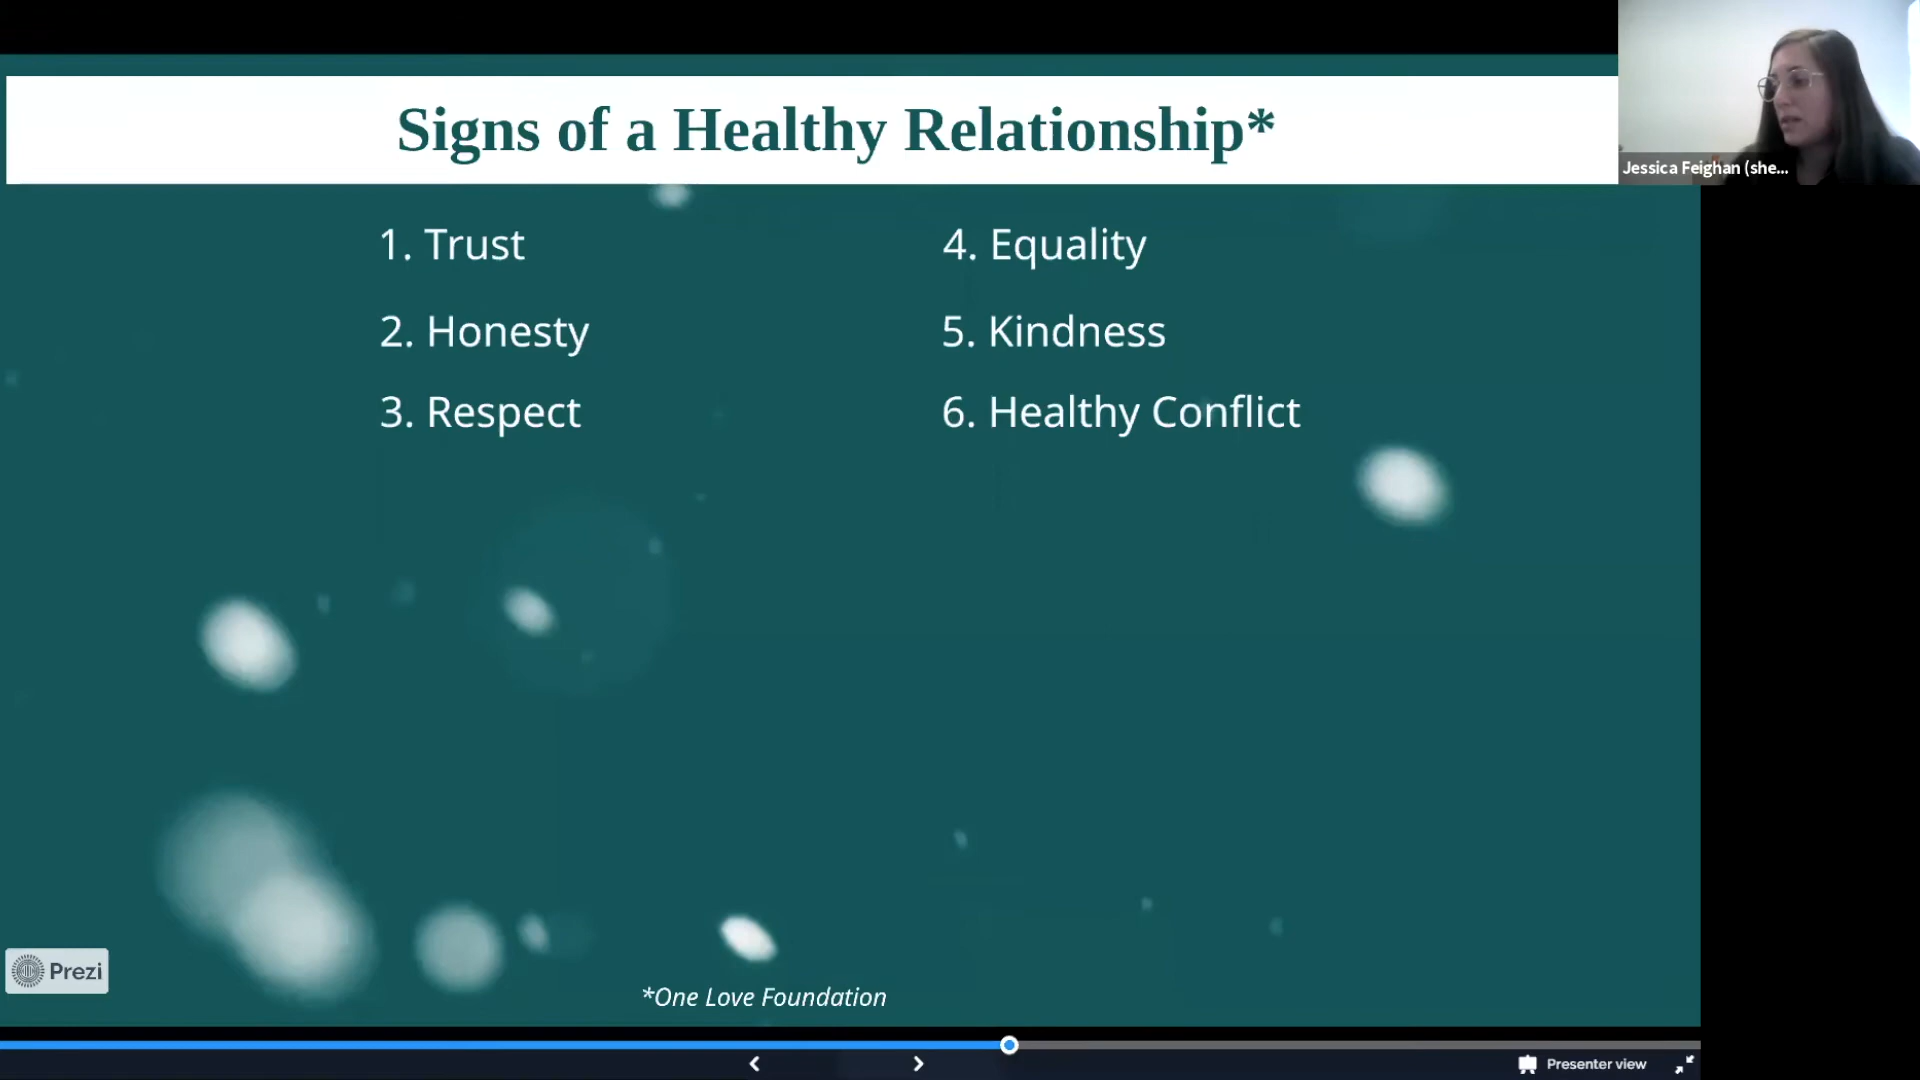 Signs of a Healthy Relationship*
Jessica Feighan (she...
1. Trust
2. Honesty
3. Respect
4. Equality
5. Kindness
6. Healthy Conflict
Prezi
*One Love Foundation
Presenter view